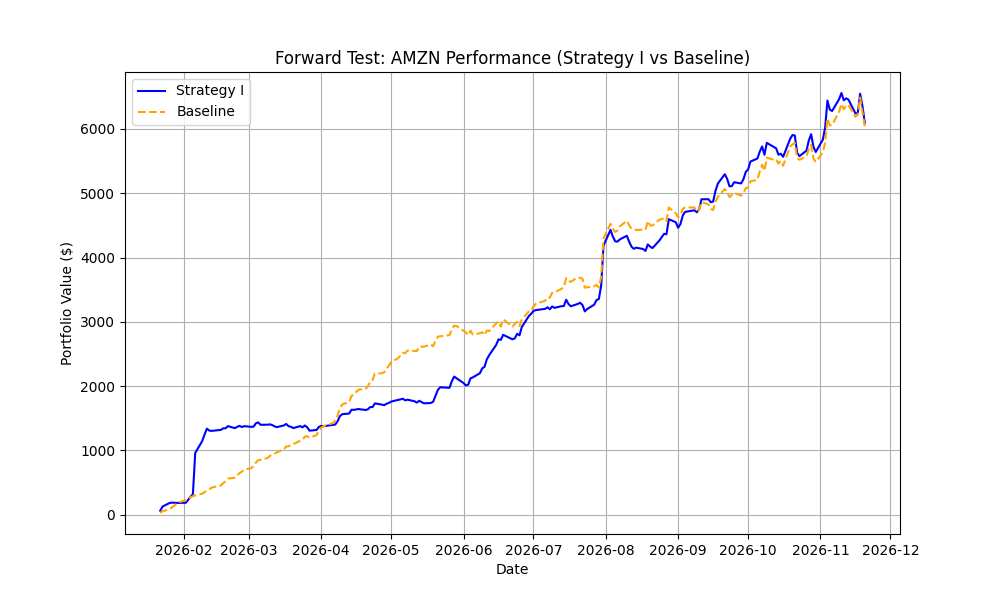 Forward Test: AMZN Performance (Strategy I vs Baseline)
Strategy I
Baseline
Portfolio Value ($)
6000
5000
4000
3000
2000
1000
0
2026-02 2026-03 2026-04 2026-05 2026-06 2026-07 2026-08 2026-09 2026-10 2026-11 2026-12
Date